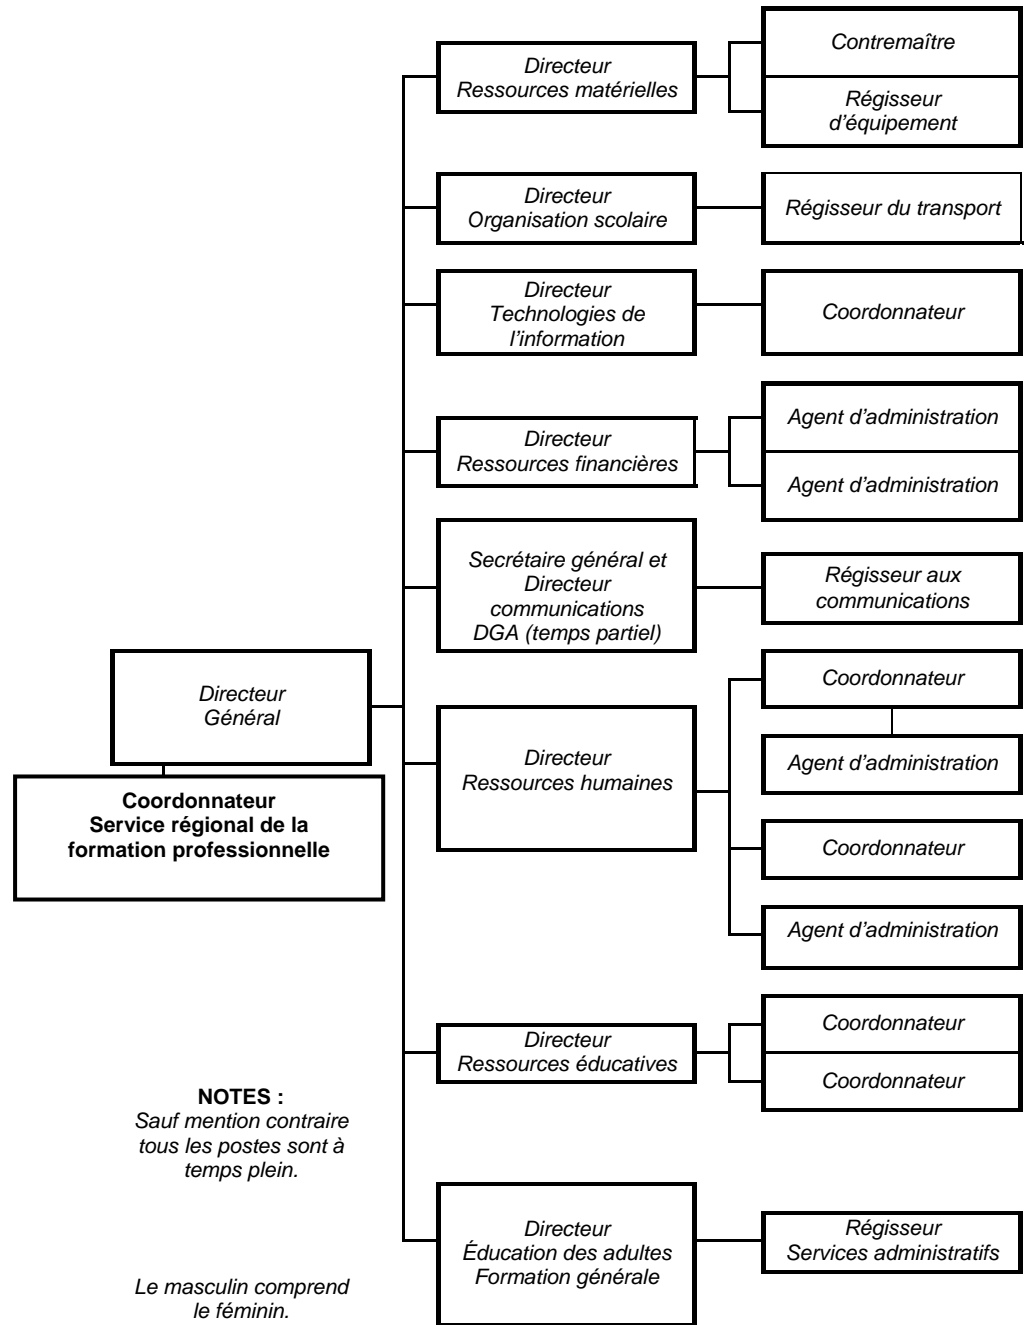 Contremaître
Directeur
Ressources matérielles
Régisseur
d'équipement
Directeur
Organisation scolaire
Régisseur du transport
Directeur
Technologies de
l'information
Coordonnateur
Agent d'administration
Directeur
Ressources financières
Agent d'administration
Secrétaire général et
Directeur
communications
DGA (temps partiel)
Régisseur aux
communications
Directeur
Général
Coordonnateur
Service régional de la
formation professionnelle
Directeur
Ressources humaines
Coordonnateur
Agent d'administration
Coordonnateur
Agent d'administration
Directeur
Ressources éducatives
Coordonnateur
Coordonnateur
NOTES :
Sauf mention contraire
tous les postes sont à
temps plein.
Directeur
Éducation des adultes
Formation générale
Régisseur
Services administratifs
Le masculin comprend
le féminin.